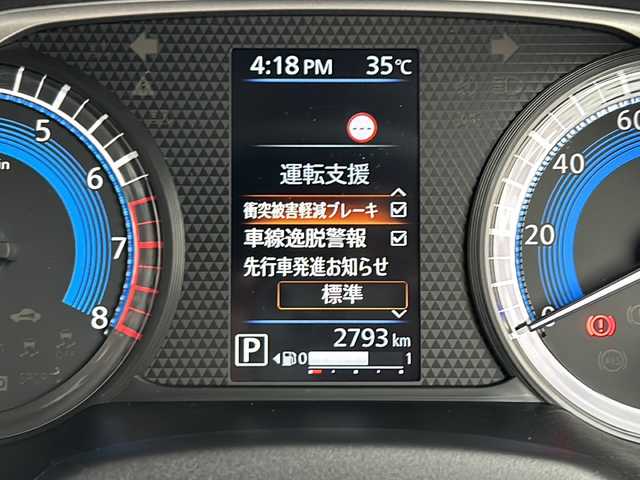 4:18 PM 35℃
運転支援
衝突被害軽減ブレーキ
車線逸脱警報
先行車発進お知らせ
標準
2793 km
P 0 1
5
6
7
8
0
20
40
60